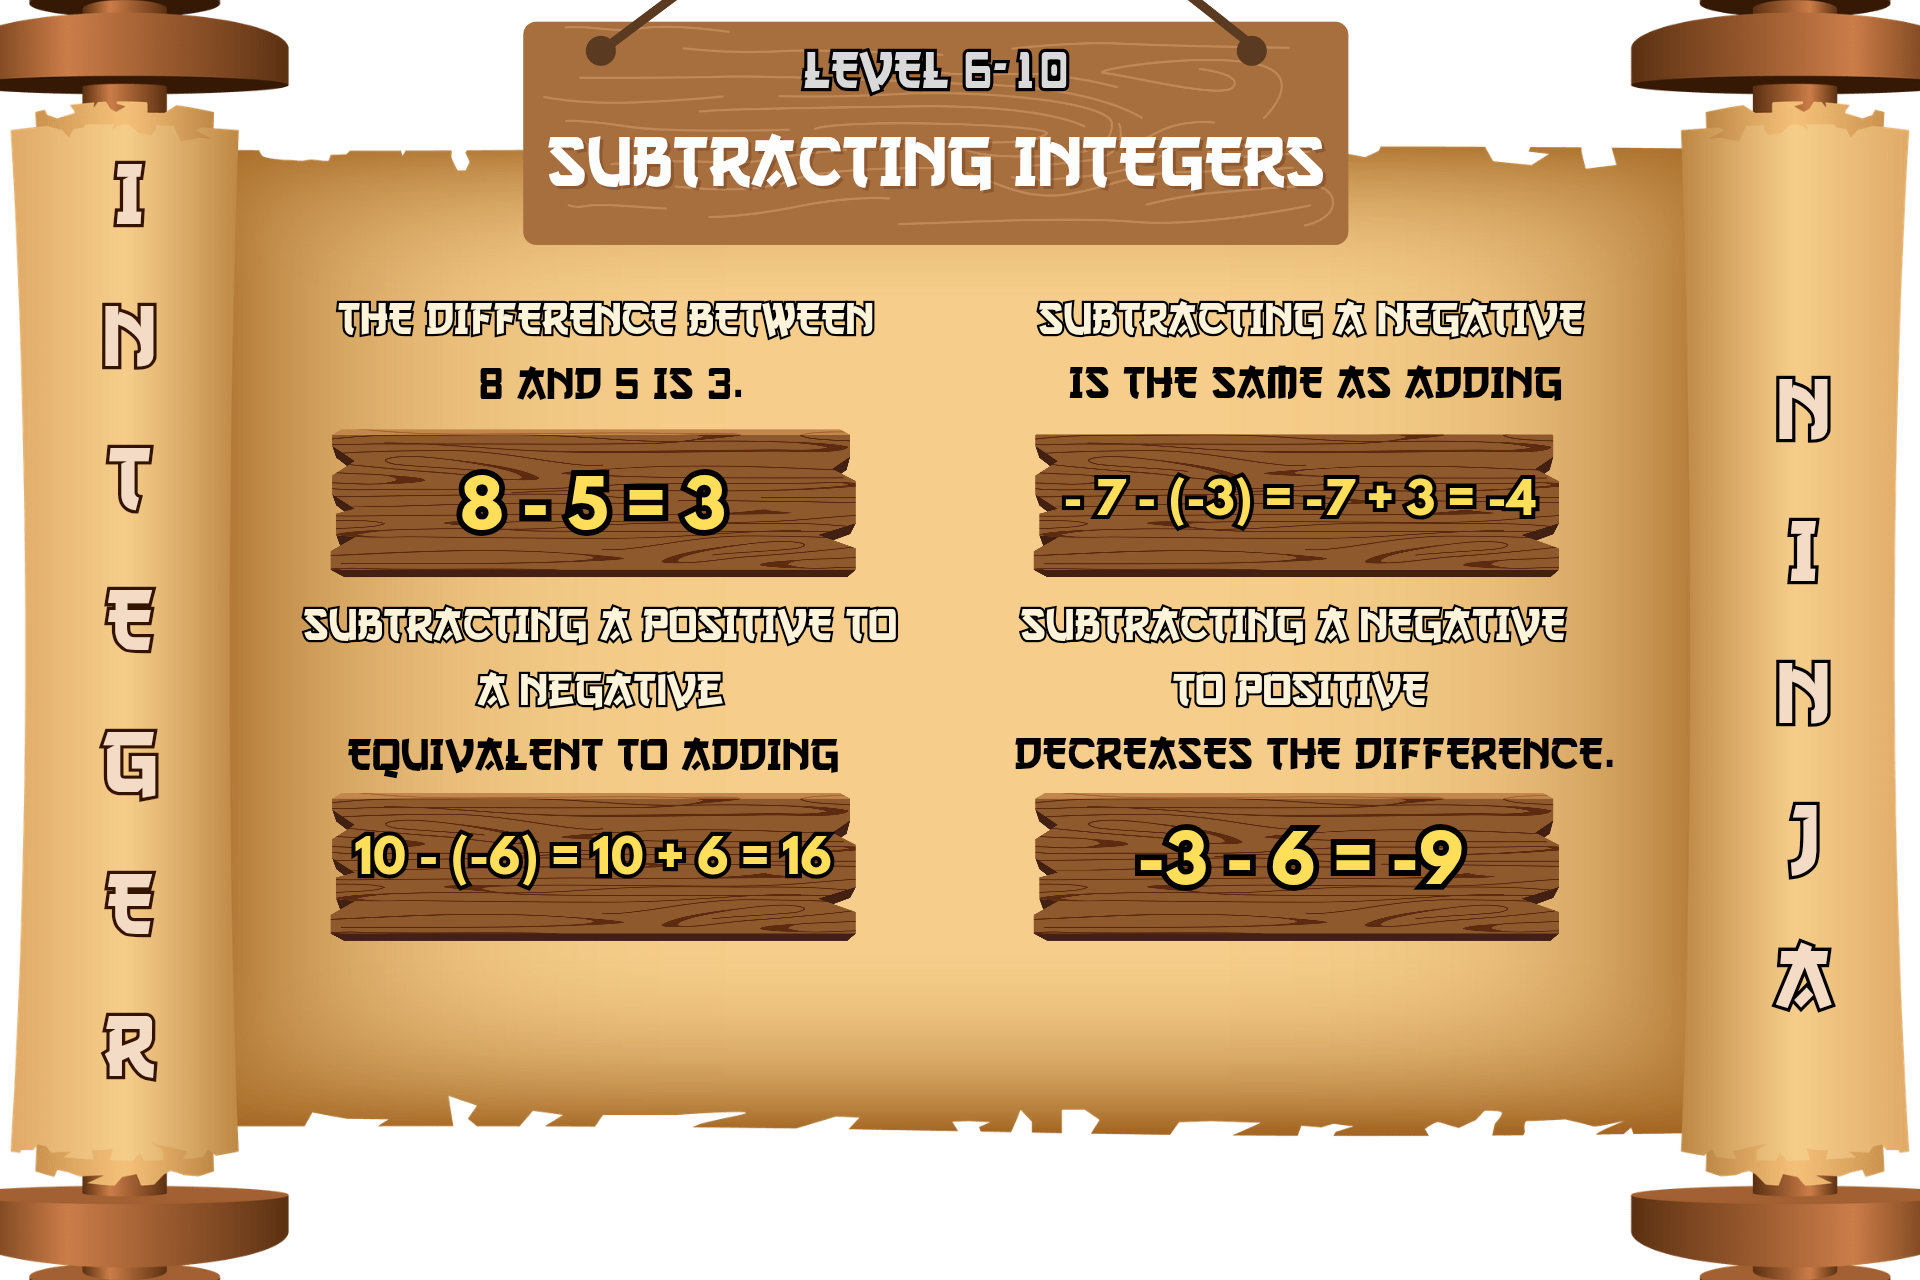 LEVEL 6-10
SUBTRACTING INTEGERS
INTEGER
THE DIFFERENCE BETWEEN
8 AND 5 IS 3.
8 - 5 = 3
SUBTRACTING A POSITIVE TO
A NEGATIVE
EQUIVALENT TO ADDING
10 - (-6) = 10 + 6 = 16
SUBTRACTING A NEGATIVE
IS THE SAME AS ADDING
- 7 - (-3) = -7 + 3 = -4
SUBTRACTING A NEGATIVE
TO POSITIVE
DECREASES THE DIFFERENCE.
-3 - 6 = -9
NINJA